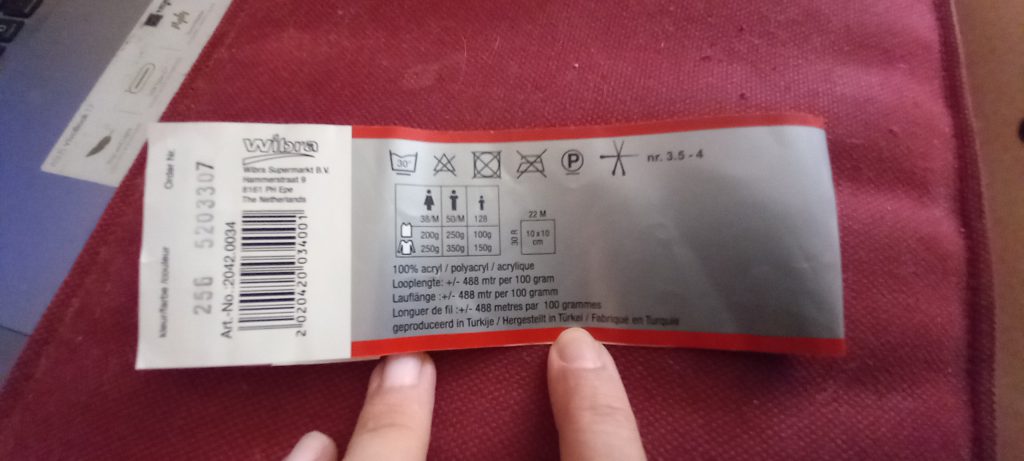 kleur/farbe /couleur
Order Nr.
256 5203307
wibra
Wibra Supermarkt B.V.
Hammerstraat 9
8161 PH Epe
The Netherlands
Art.-No.:2042.0034
2 020420 034001
30°
P
nr. 3.5 - 4
38/M 50/M 128
200g 250g 100g
250g 350g 150g
22 M
30 R
10 x 10
cm
100% acryl / polyacryl / acrylique
Looplengte: +/- 488 mtr per 100 gram
Lauflänge :+/- 488 mtr per 100 gramm
Longuer de fil :+/- 488 metres par 100 grammes
geproduceerd in Turkije / Hergestellt in Türkei / Fabriqué en Turquie